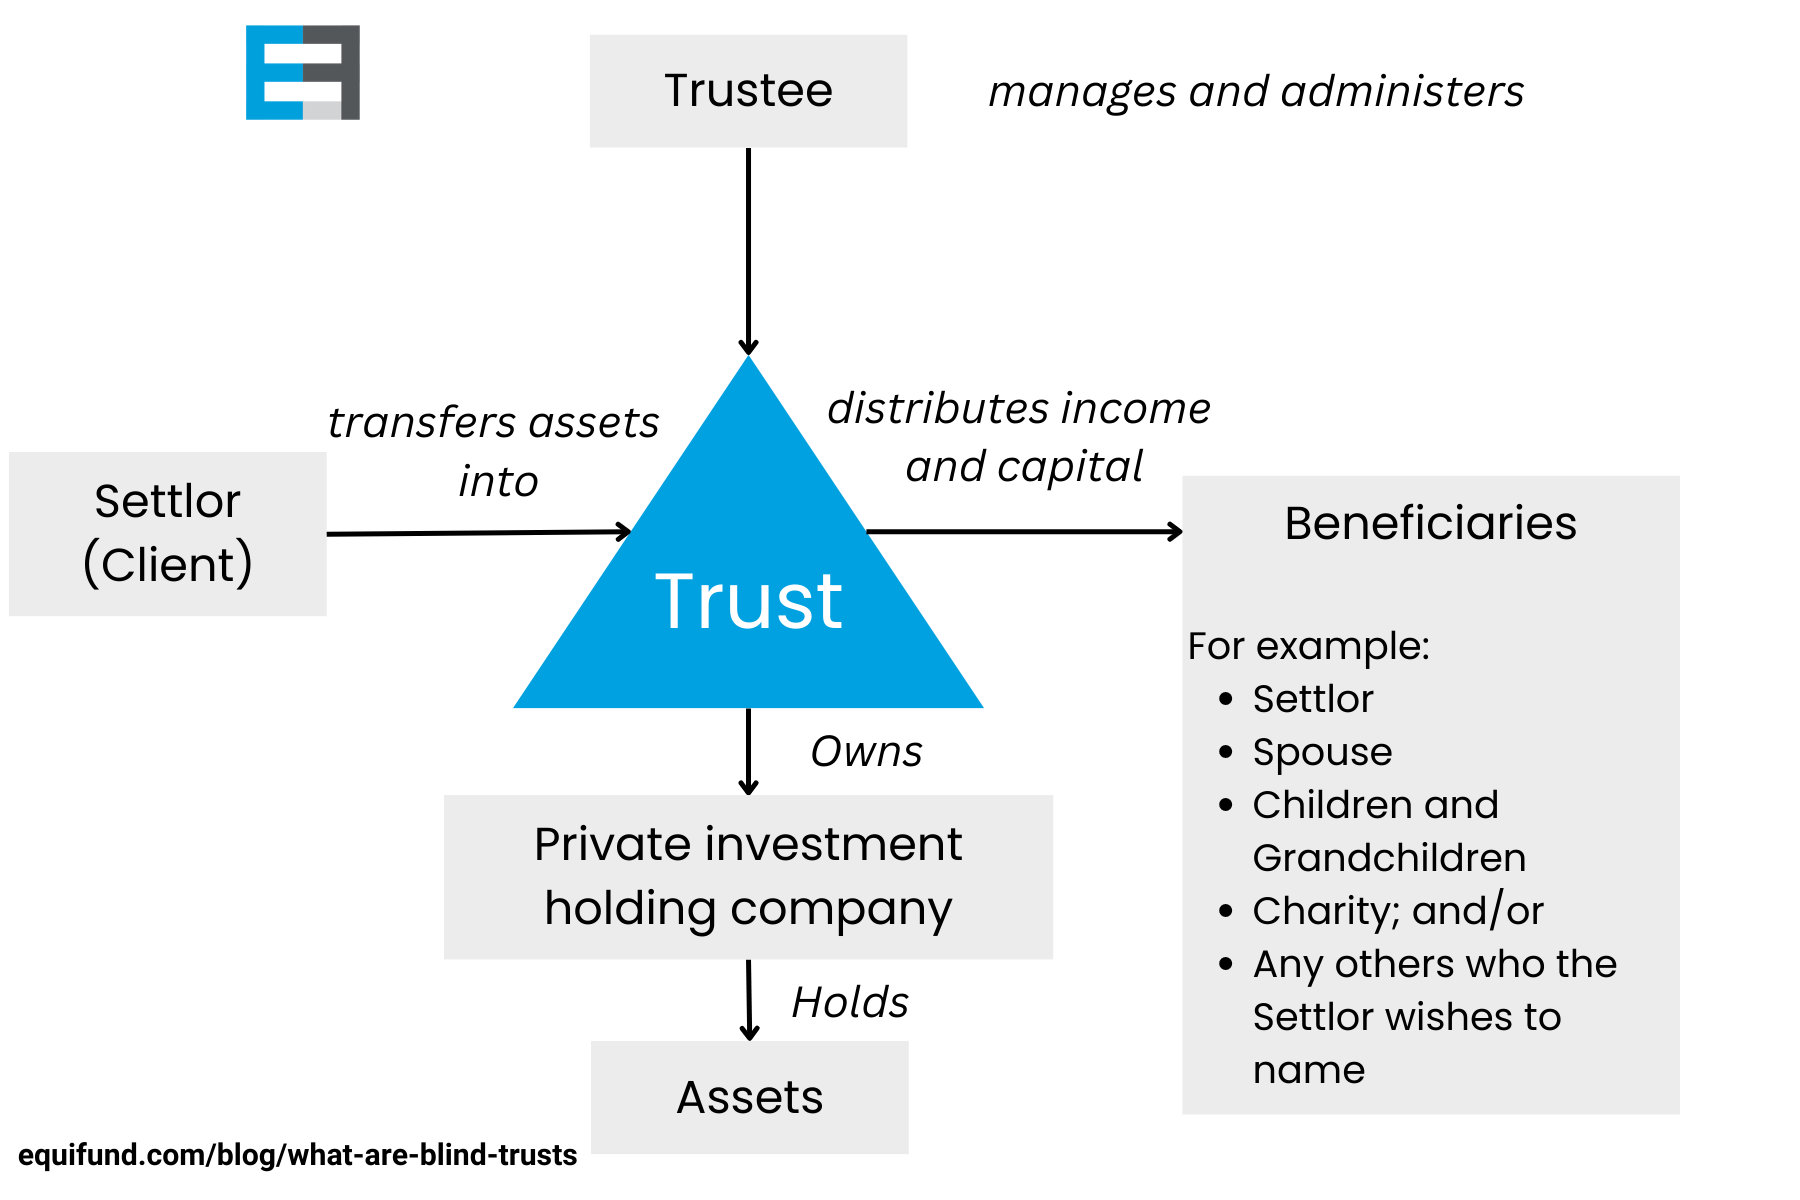 Trustee
manages and administers
transfers assets
into
distributes income
and capital
Settlor
(Client)
Trust
Beneficiaries
For example:
• Settlor
• Spouse
• Children and
Grandchildren
• Charity; and/or
• Any others who the
Settlor wishes to
name
Owns
Private investment
holding company
Holds
Assets
equifund.com/blog/what-are-blind-trusts